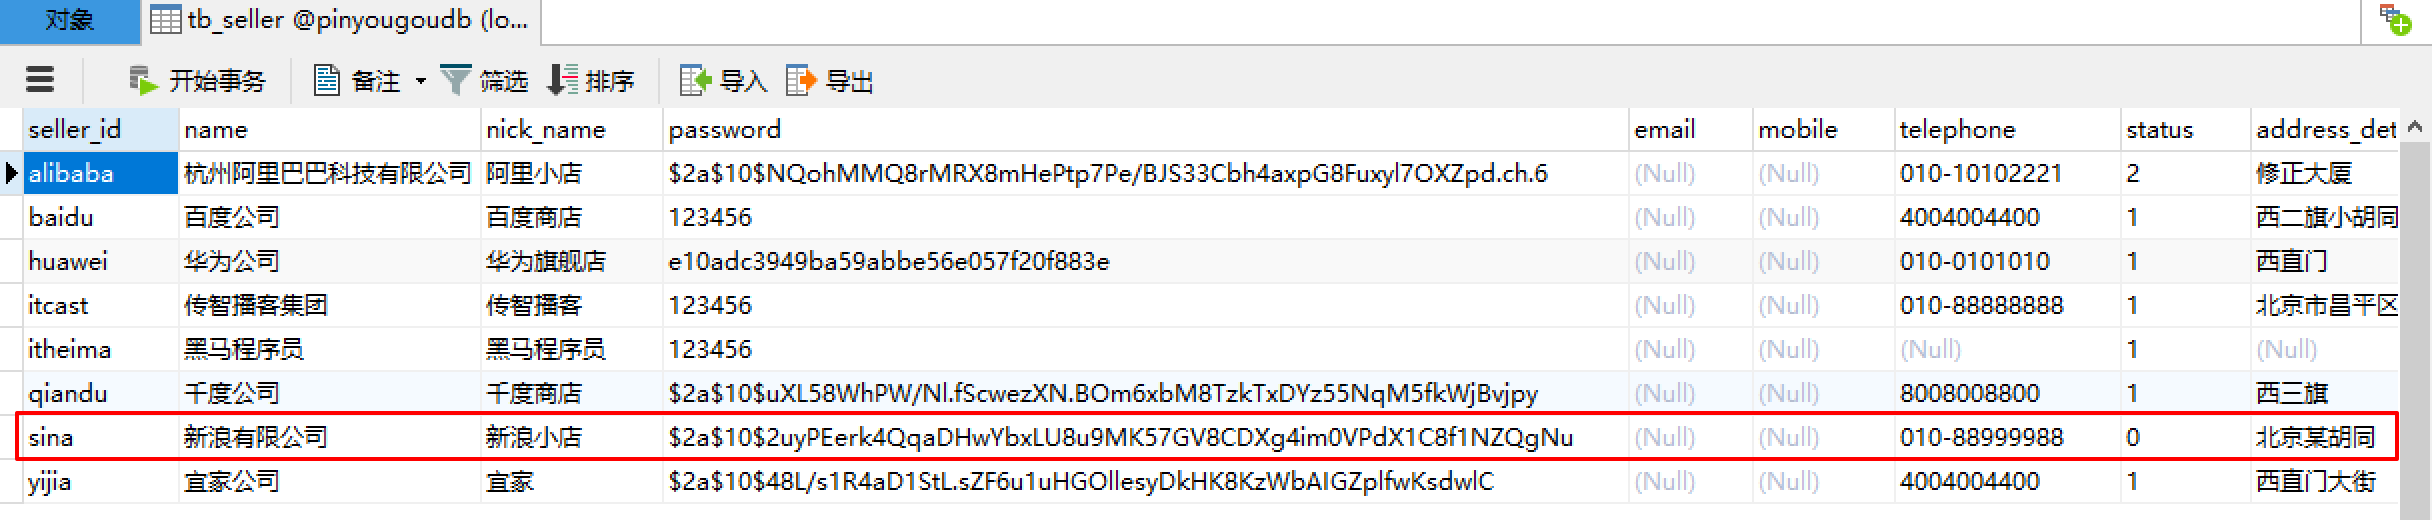 对象 tb_seller @pinyougoudb (lo...
开始事务 备注 筛选 排序 导入 导出
seller_id name nick_name password email mobile telephone status address_det
alibaba 杭州阿里巴巴科技有限公司 阿里小店 $2a$10$NQohMMQ8rMRX8mHePtp7Pe/BJS33Cbh4axpG8Fuxyl7OXZpd.ch.6 (Null) (Null) 010-10102221 2 修正大厦
baidu 百度公司 百度商店 123456 (Null) (Null) 4004004400 1 西二旗小胡同
huawei 华为公司 华为旗舰店 e10adc3949ba59abbe56e057f20f883e (Null) (Null) 010-0101010 1 西直门
itcast 传智播客集团 传智播客 123456 (Null) (Null) 010-88888888 1 北京市昌平区
itheima 黑马程序员 黑马程序员 123456 (Null) (Null) (Null) 1 (Null)
qiandu 千度公司 千度商店 $2a$10$uXL58WhPW/Nl.fScwezXN.BOm6xbM8TzkTxDYz55NqM5fkWjBvjpy (Null) (Null) 8008008800 1 西三旗
sina 新浪有限公司 新浪小店 $2a$10$2uyPEerk4QqaDHwYbxLU8u9MK57GV8CDXg4im0VPdX1C8f1NZQgNu (Null) (Null) 010-88999988 0 北京某胡同
yijia 宜家公司 宜家 $2a$10$48L/s1R4aD1StL.sZF6u1uHGOllesyDkHK8KzWbAIGZplfwKsdwlC (Null) (Null) 4004004400 1 西直门大街